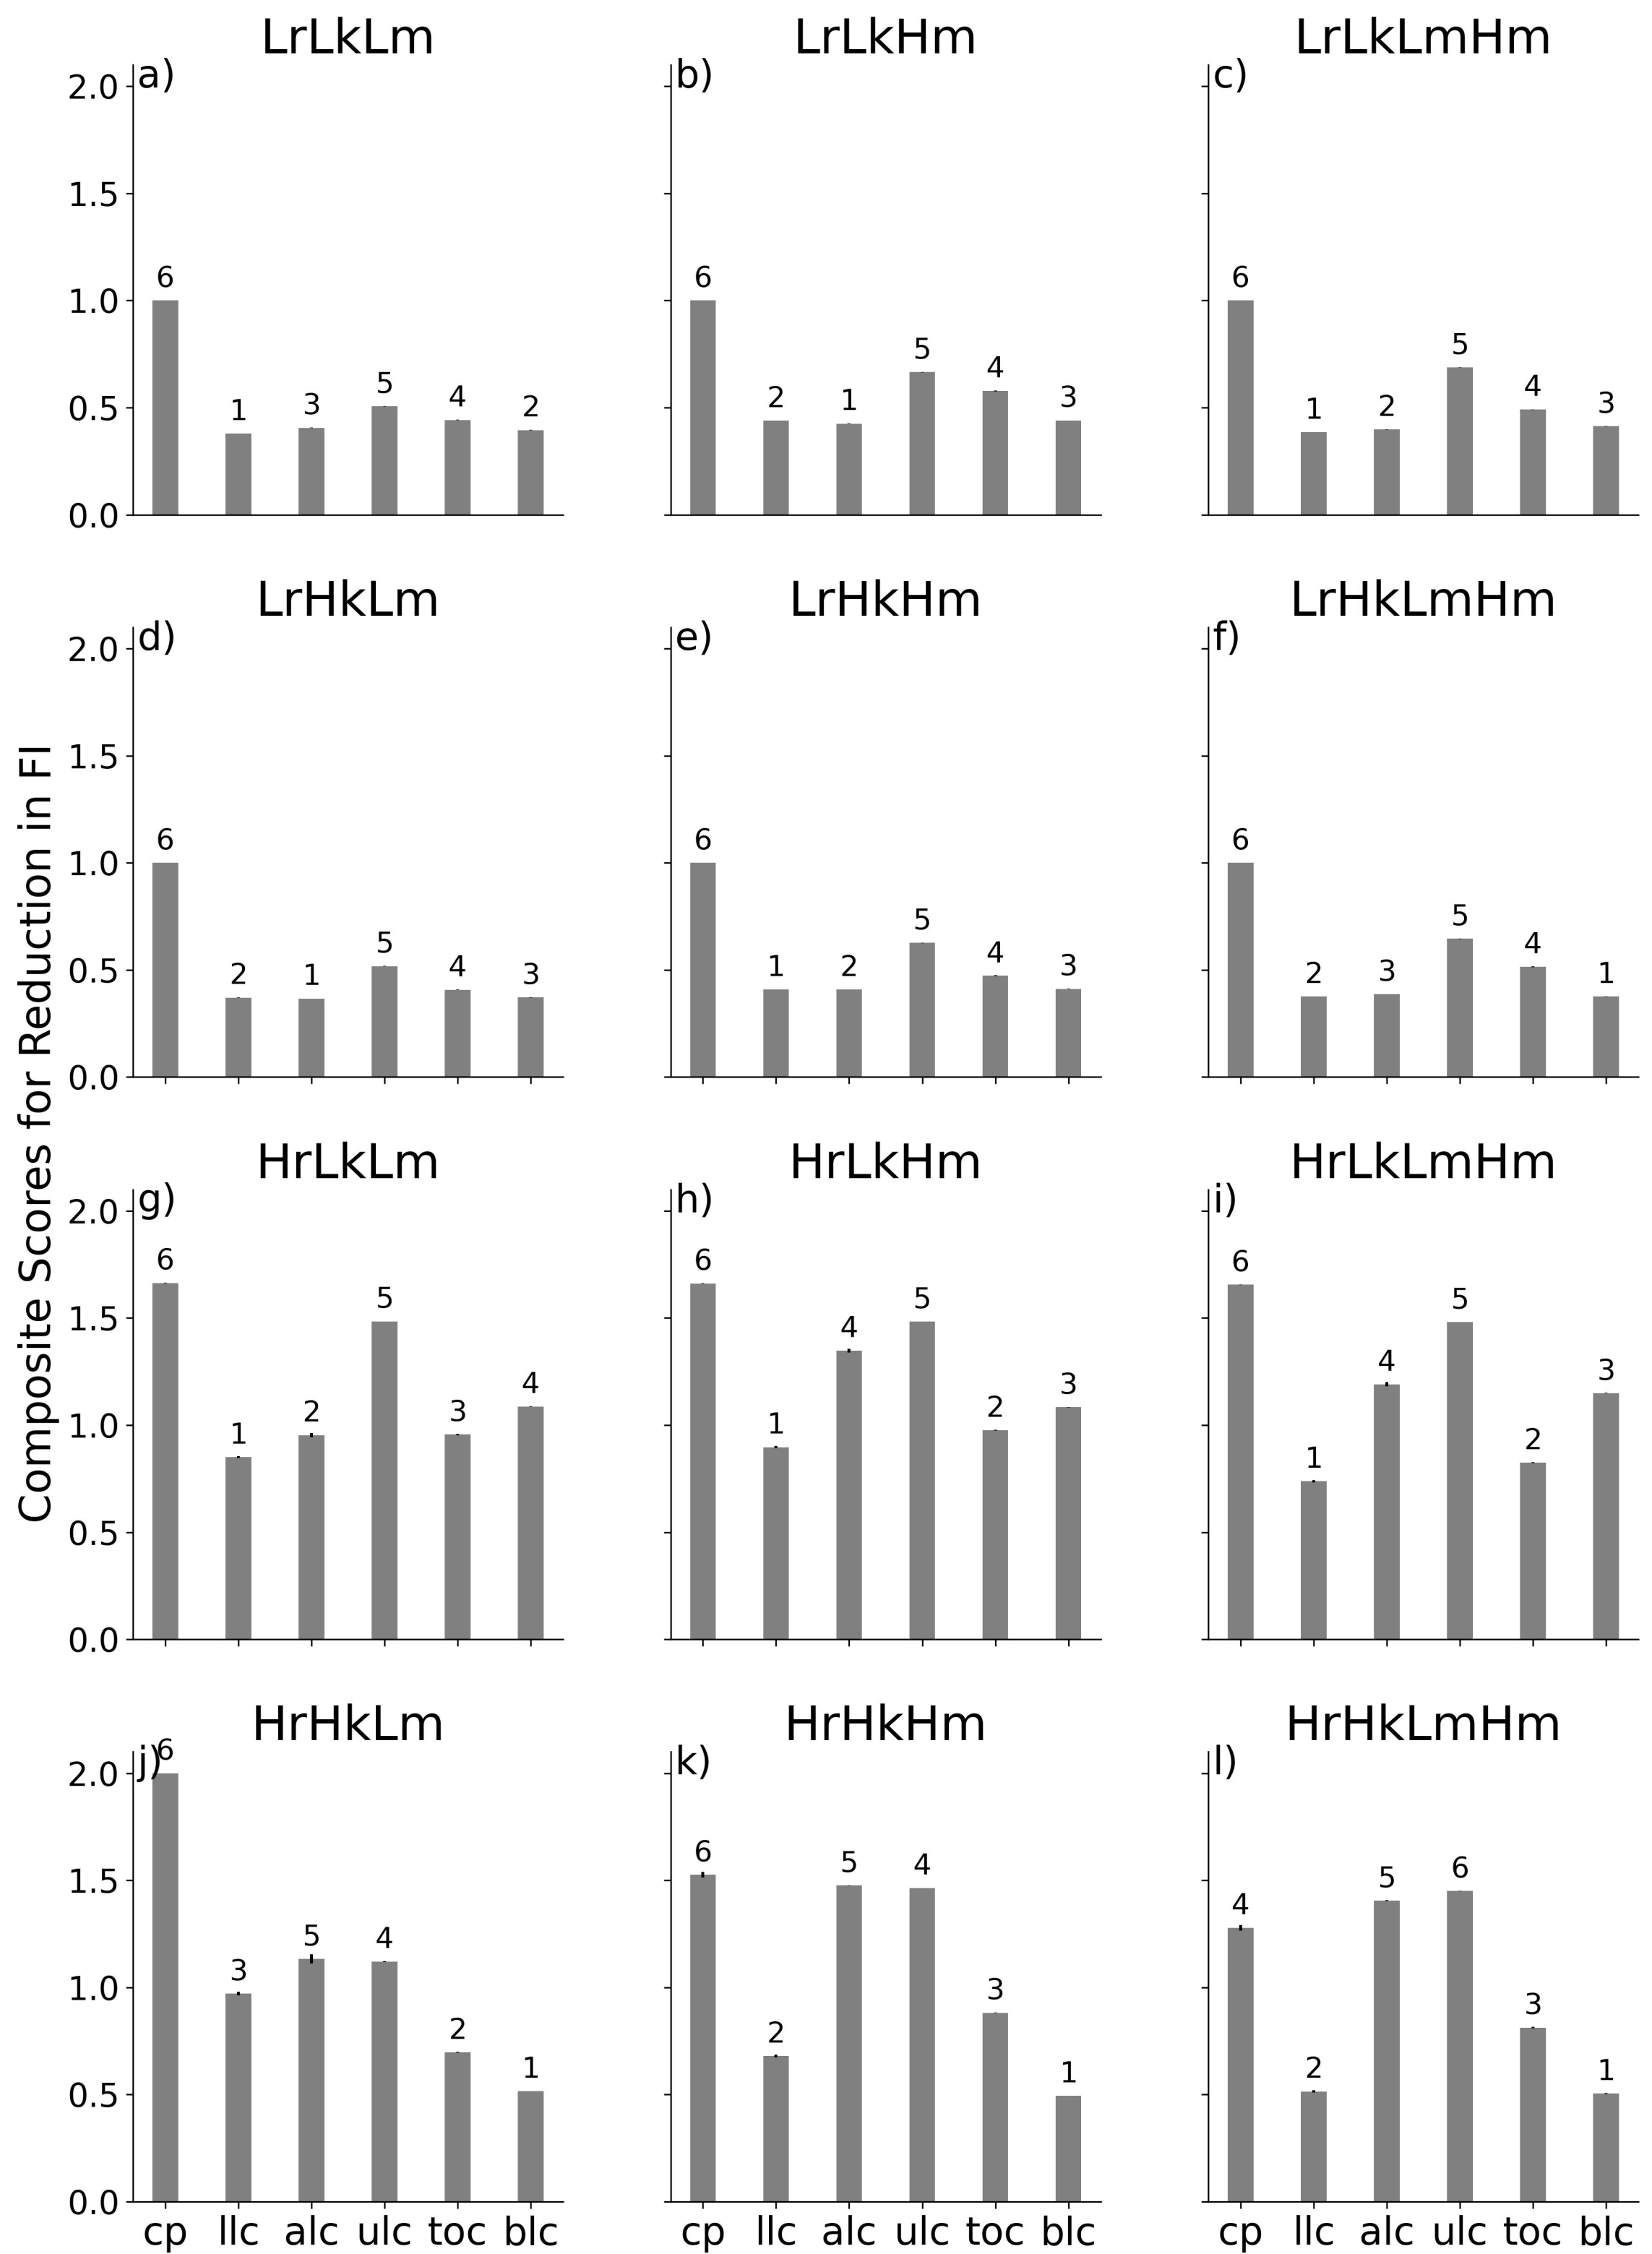 LrLkLm LrLkHm LrLkLmHm
a) b) c)
2.0
1.5
1.0
0.5
0.0
6 1 3 5 4 2
6 2 1 5 4 3
6 1 2 5 4 3
LrHkLm LrHkHm LrHkLmHm
d) e) f)
2.0
1.5
1.0
0.5
0.0
6 2 1 5 4 3
6 1 2 5 4 3
6 2 3 5 4 1
Composite Scores for Reduction in FI
HrLkLm HrLkHm HrLkLmHm
g) h) i)
2.0
1.5
1.0
0.5
0.0
6 1 2 5 3 4
6 1 4 5 2 3
6 1 4 5 2 3
HrHkLm HrHkHm HrHkLmHm
j) k) l)
2.0
1.5
1.0
0.5
0.0
6 3 5 4 2 1
6 2 5 4 3 1
4 2 5 6 3 1
cp llc alc ulc toc blc
cp llc alc ulc toc blc
cp llc alc ulc toc blc